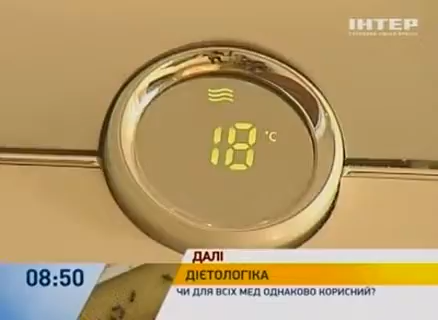 ІНТЕР
18 °C
ДАЛІ
ДІЄТОЛОГІКА
08:50
ЧИ ДЛЯ ВСІХ МЕД ОДНАКОВО КОРИСНИЙ?